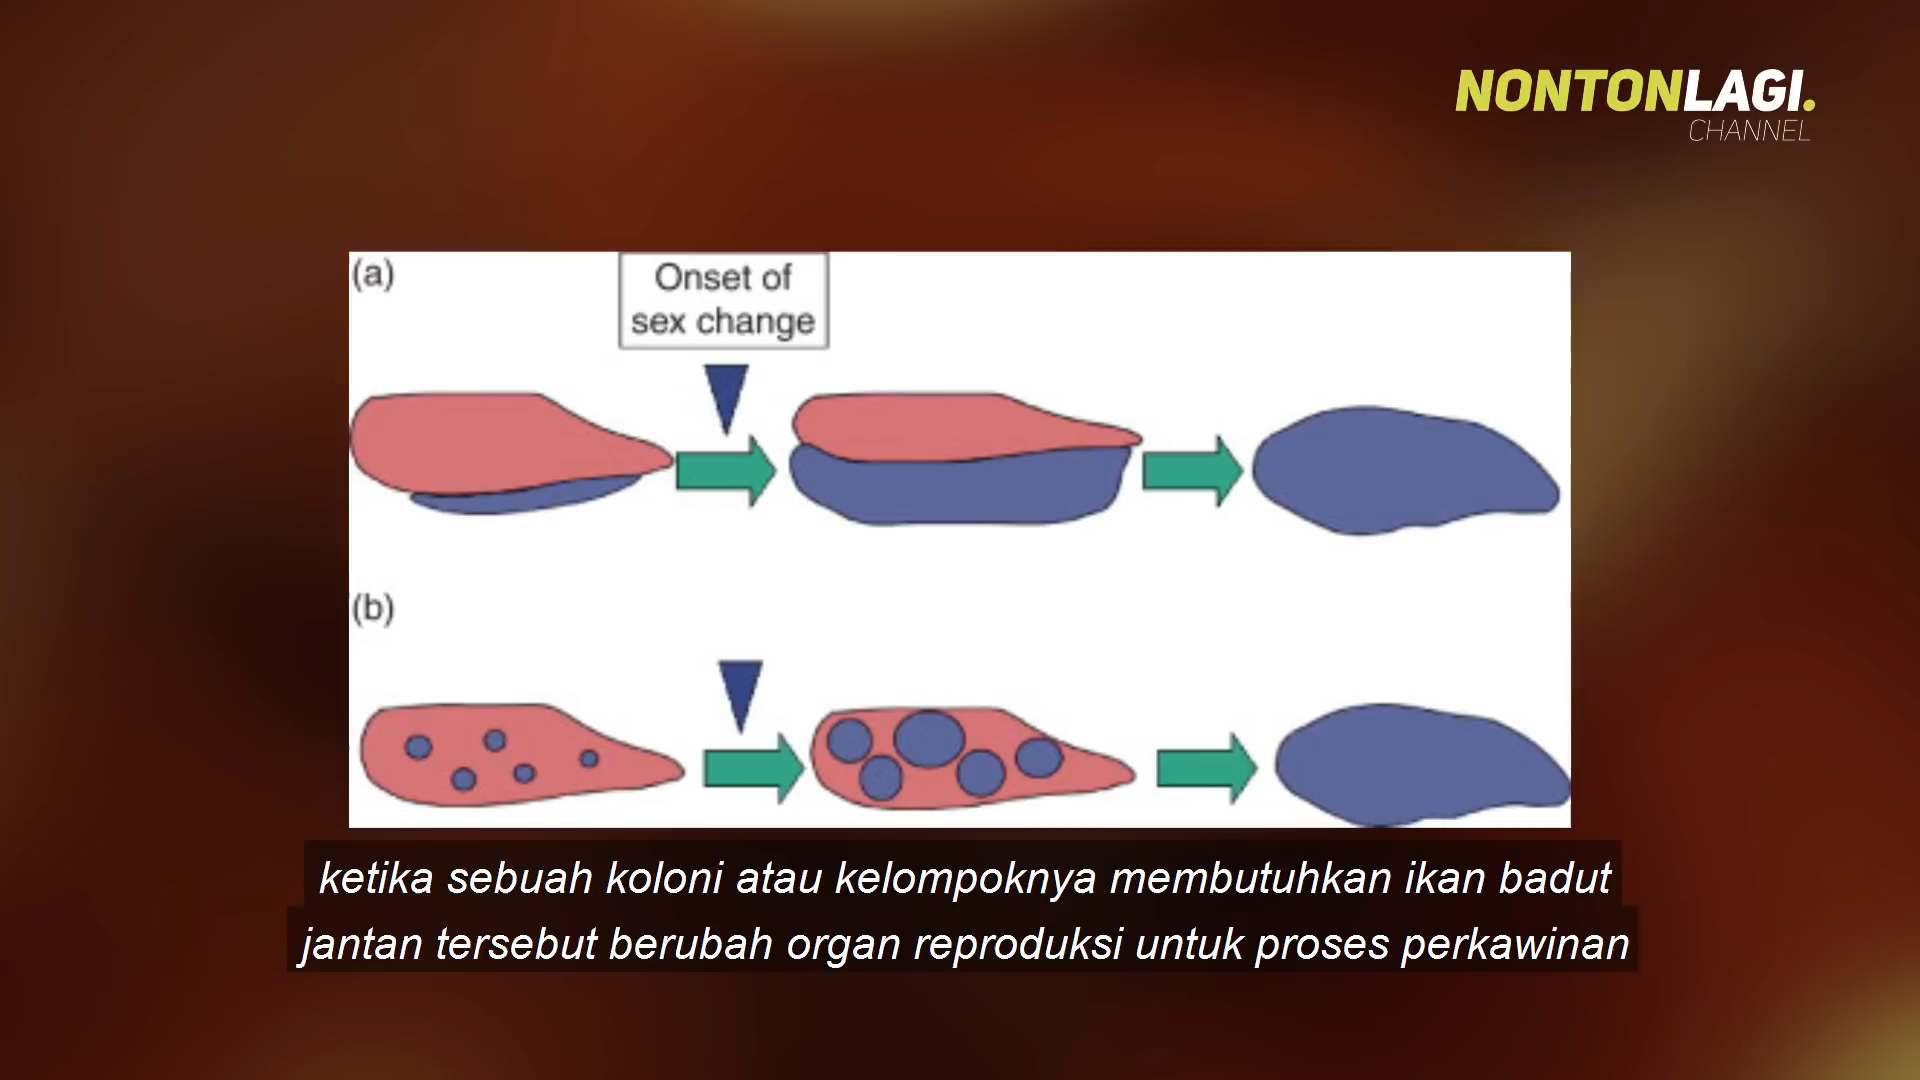 NONTONLAGI.
CHANNEL
(a)
Onset of
sex change
(b)
ketika sebuah koloni atau kelompoknya membutuhkan ikan badut
jantan tersebut berubah organ reproduksi untuk proses perkawinan